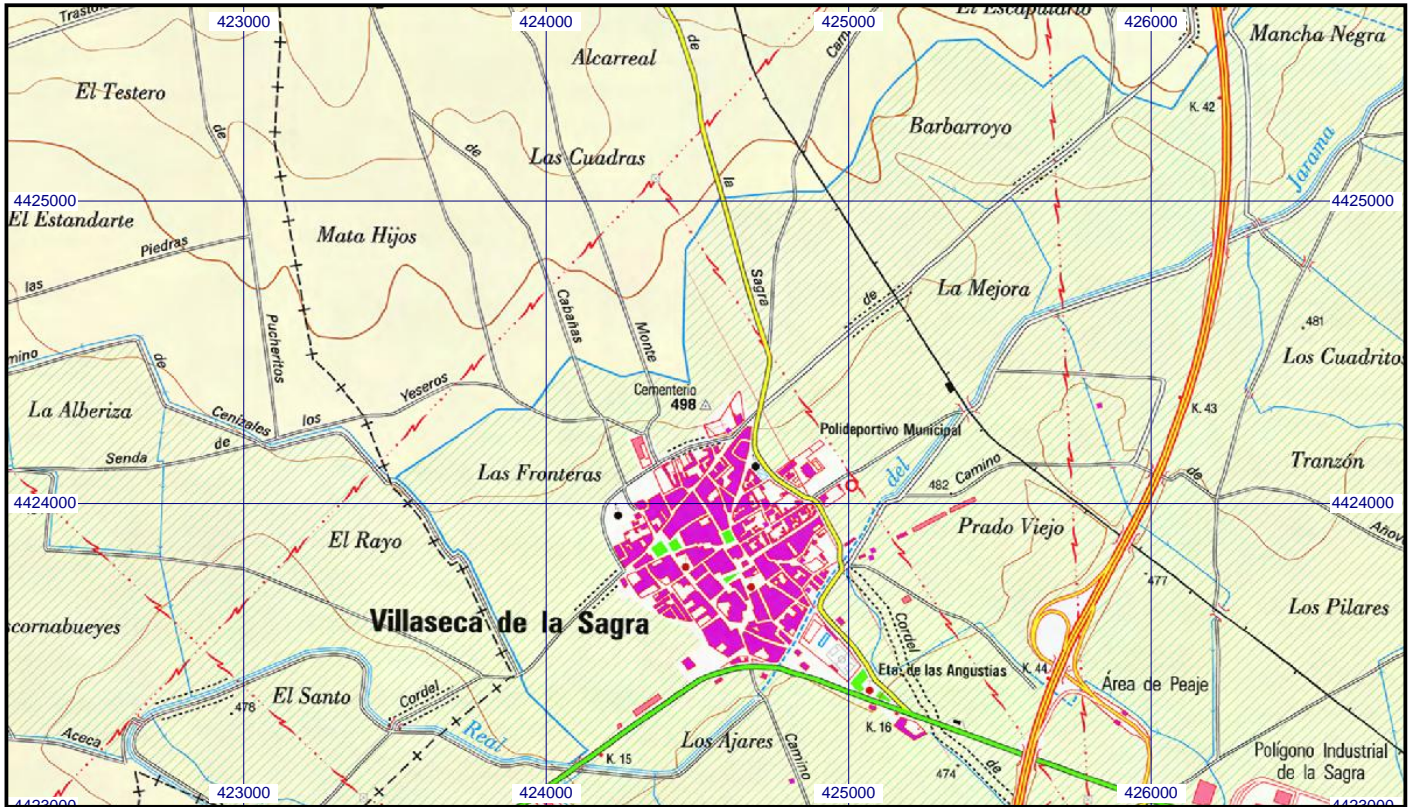 423000
424000
425000
426000
El Escapulario
de
Mancha Negra
Alcarreal
El Testero
K. 42
Barbarroyo
de
de
Las Cuadras
Jarama
la
4425000
4425000
El Estandarte
Mata Hijos
Piedras
las
Sagra
La Mejora
de
Cabañas
Monte
Pucheritos
481
Los Cuadritos
de
Yeseros
Cementerio
498
La Alberiza
Cenizales
los
K. 43
Polideportivo Municipal
de
Senda
Las Fronteras
del
Camino
482
de
Tranzón
4424000
4424000
El Rayo
Prado Viejo
477
Los Pilares
Villaseca de la Sagra
Cordel
Eta. de las Angustias
K. 44
Área de Peaje
El Santo
Cordel
478
Real
Aceca
Los Ajares
K. 16
K. 15
Camino
de
474
Polígono Industrial
de la Sagra
423000
424000
425000
426000
4423000
4423000